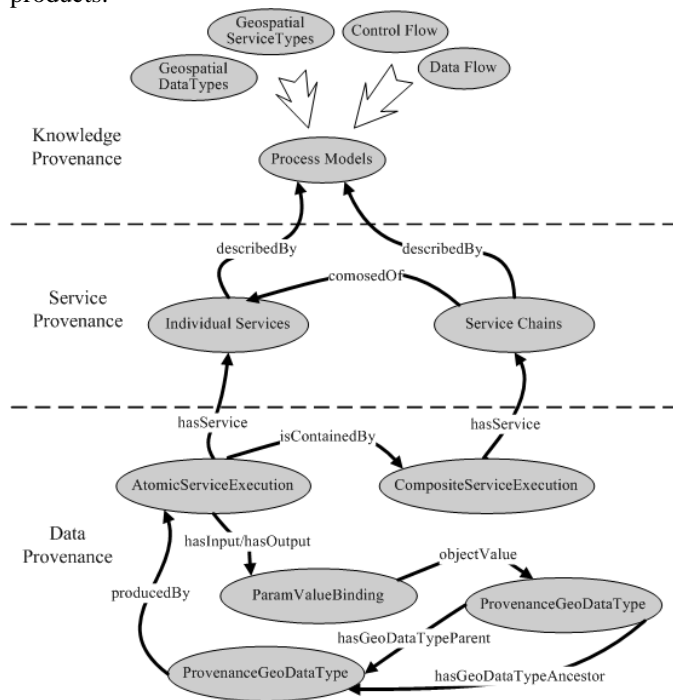 products.
Geospatial
ServiceTypes
Control Flow
Geospatial
DataTypes
Data Flow
Knowledge
Provenance
Process Models
describedBy
describedBy
comosedOf
Service
Provenance
Individual Services
Service Chains
hasService
hasService
isContainedBy
AtomicServiceExecution
CompositeServiceExecution
Data
Provenance
hasInput/hasOutput
objectValue
producedBy
ParamValueBinding
ProvenanceGeoDataType
hasGeoDataTypeParent
ProvenanceGeoDataType
hasGeoDataTypeAncestor